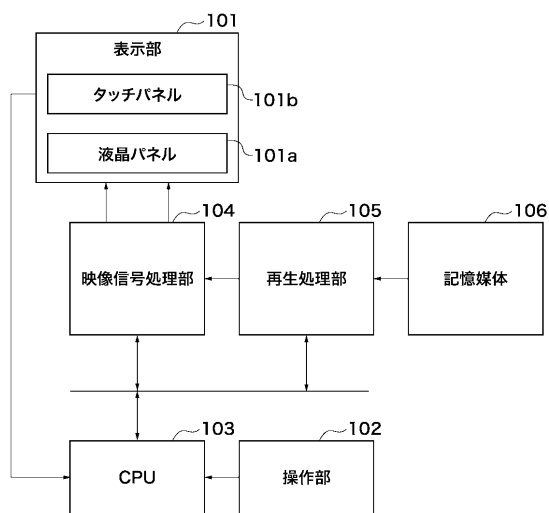 101
表示部
タッチパネル
101b
液晶パネル
101a
104
105
106
映像信号処理部
再生処理部
記憶媒体
103
102
CPU
操作部